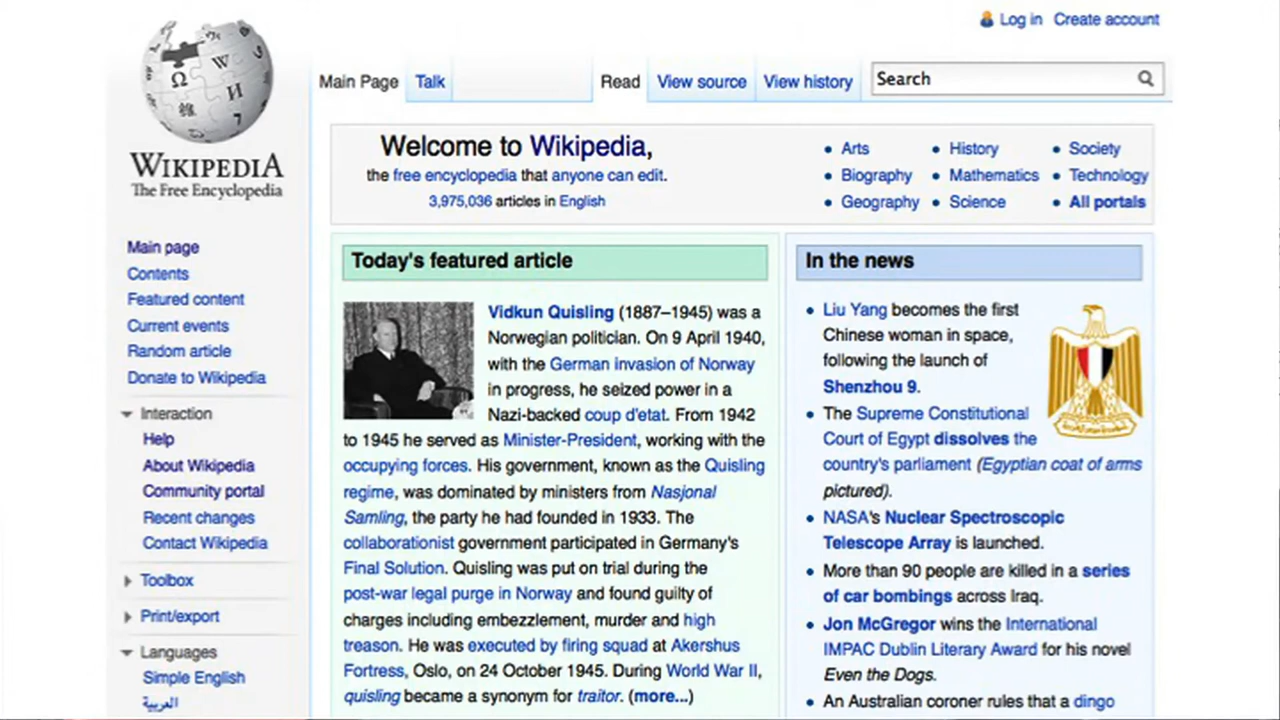 Log in Create account
Main Page Talk Read View source View history Search
WIKIPEDIA
The Free Encyclopedia
Main page
Contents
Featured content
Current events
Random article
Donate to Wikipedia
Interaction
Help
About Wikipedia
Community portal
Recent changes
Contact Wikipedia
Toolbox
Print/export
Languages
Simple English
العربية
Welcome to Wikipedia,
the free encyclopedia that anyone can edit.
3,975,036 articles in English
Arts
Biography
Geography
History
Mathematics
Science
Society
Technology
All portals
Today's featured article
Vidkun Quisling (1887–1945) was a
Norwegian politician. On 9 April 1940,
with the German invasion of Norway
in progress, he seized power in a
Nazi-backed coup d'etat. From 1942
to 1945 he served as Minister-President, working with the
occupying forces. His government, known as the Quisling
regime, was dominated by ministers from Nasjonal
Samling, the party he had founded in 1933. The
collaborationist government participated in Germany's
Final Solution. Quisling was put on trial during the
post-war legal purge in Norway and found guilty of
charges including embezzlement, murder and high
treason. He was executed by firing squad at Akershus
Fortress, Oslo, on 24 October 1945. During World War II,
quisling became a synonym for traitor. (more...)
In the news
Liu Yang becomes the first
Chinese woman in space,
following the launch of
Shenzhou 9.
The Supreme Constitutional
Court of Egypt dissolves the
country's parliament (Egyptian coat of arms
pictured).
NASA's Nuclear Spectroscopic
Telescope Array is launched.
More than 90 people are killed in a series
of car bombings across Iraq.
Jon McGregor wins the International
IMPAC Dublin Literary Award for his novel
Even the Dogs.
An Australian coroner rules that a dingo